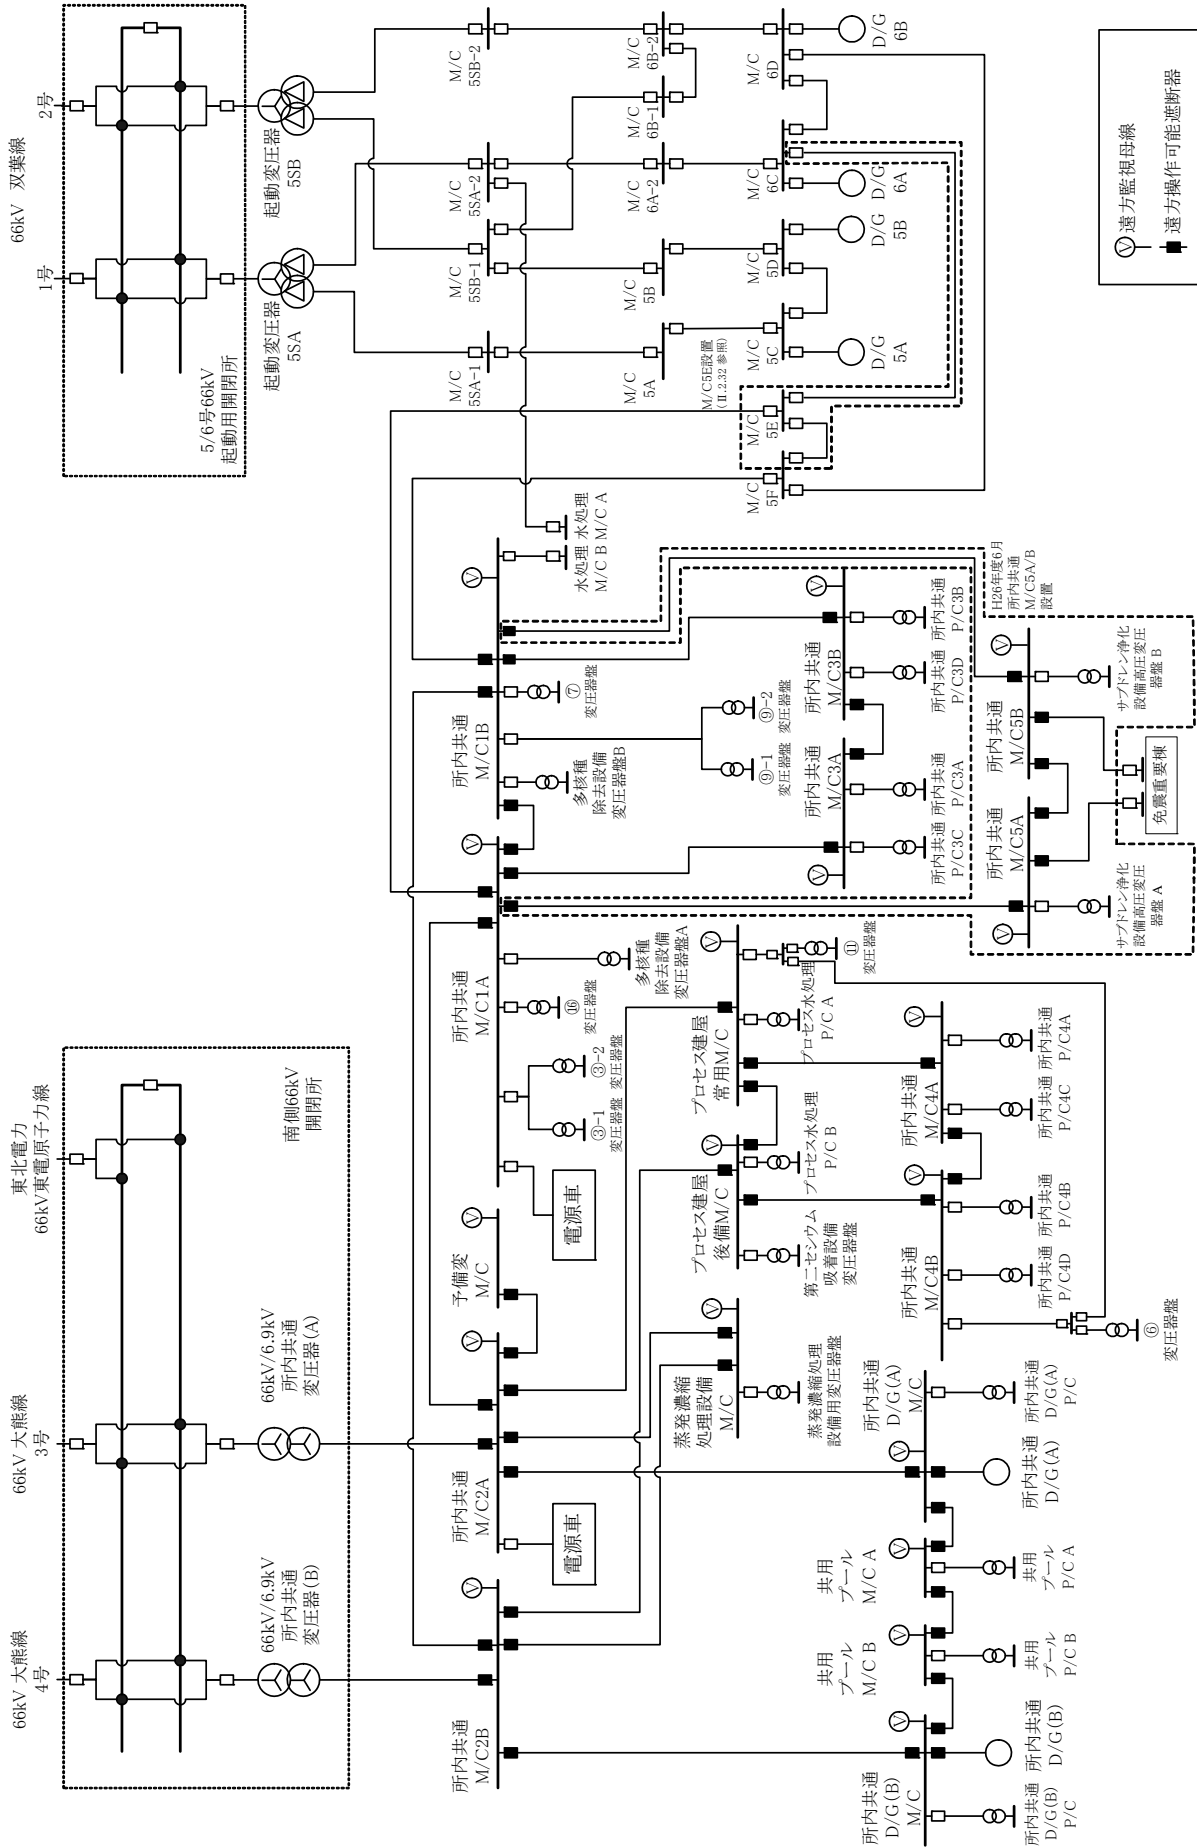 66kV 大熊線
4号
66kV 大熊線
3号
東北電力
66kV東電原子力線
南側66kV
開閉所
66kV/6.9kV
所内共通
変圧器(B)
66kV/6.9kV
所内共通
変圧器(A)
66kV 双葉線
1号
2号
5/6号66kV
起動用開閉所
起動変圧器
5SA
起動変圧器
5SB
所内共通
M/C2B
所内共通
M/C2A
電源車
予備変
M/C
電源車
所内共通
M/C1A
③-1
変圧器盤
③-2
変圧器盤
⑯
変圧器盤
多核種
除去設備
変圧器盤A
所内共通
M/C1B
多核種
除去設備
変圧器盤B
⑨-1
変圧器盤
⑨-2
変圧器盤
⑦
変圧器盤
水処理
M/C B
水処理
M/C A
M/C
5SA-1
M/C
5SB-1
M/C
5SA-2
M/C
5SB-2
M/C
5A
M/C
5B
M/C
6A-2
M/C
6B-1
M/C
6B-2
M/C5E設置
(Ⅱ.2.32 参照)
M/C
5F
M/C
5E
M/C
5C
M/C
5D
M/C
6C
M/C
6D
D/G
5A
D/G
5B
D/G
6A
D/G
6B
蒸発濃縮
処理設備
M/C
蒸発濃縮処理
設備用変圧器盤
プロセス建屋
後備M/C
第二セシウム
吸着設備
変圧器盤
プロセス水処理
P/C B
プロセス建屋
常用M/C
プロセス水処理
P/C A
⑪
変圧器盤
所内共通
M/C3A
所内共通
P/C3C
所内共通
P/C3A
所内共通
M/C3B
所内共通
P/C3D
所内共通
P/C3B
H26年度6月
所内共通
M/C5A/B
設置
所内共通
M/C4B
所内共通
P/C4D
所内共通
P/C4B
⑥
変圧器盤
所内共通
M/C4A
所内共通
P/C4C
所内共通
P/C4A
所内共通
M/C5A
サブドレン浄化
設備高圧変圧
器盤 A
免震重要棟
所内共通
M/C5B
サブドレン浄化
設備高圧変圧
器盤 B
所内共通
D/G(B)
M/C
所内共通
D/G(B)
P/C
所内共通
D/G(B)
共用
プール
M/C B
共用
プール
P/C B
共用
プール
M/C A
共用
プール
P/C A
所内共通
D/G(A)
M/C
所内共通
D/G(A)
所内共通
D/G(A)
P/C
V 遠方監視母線
遠方操作可能遮断器